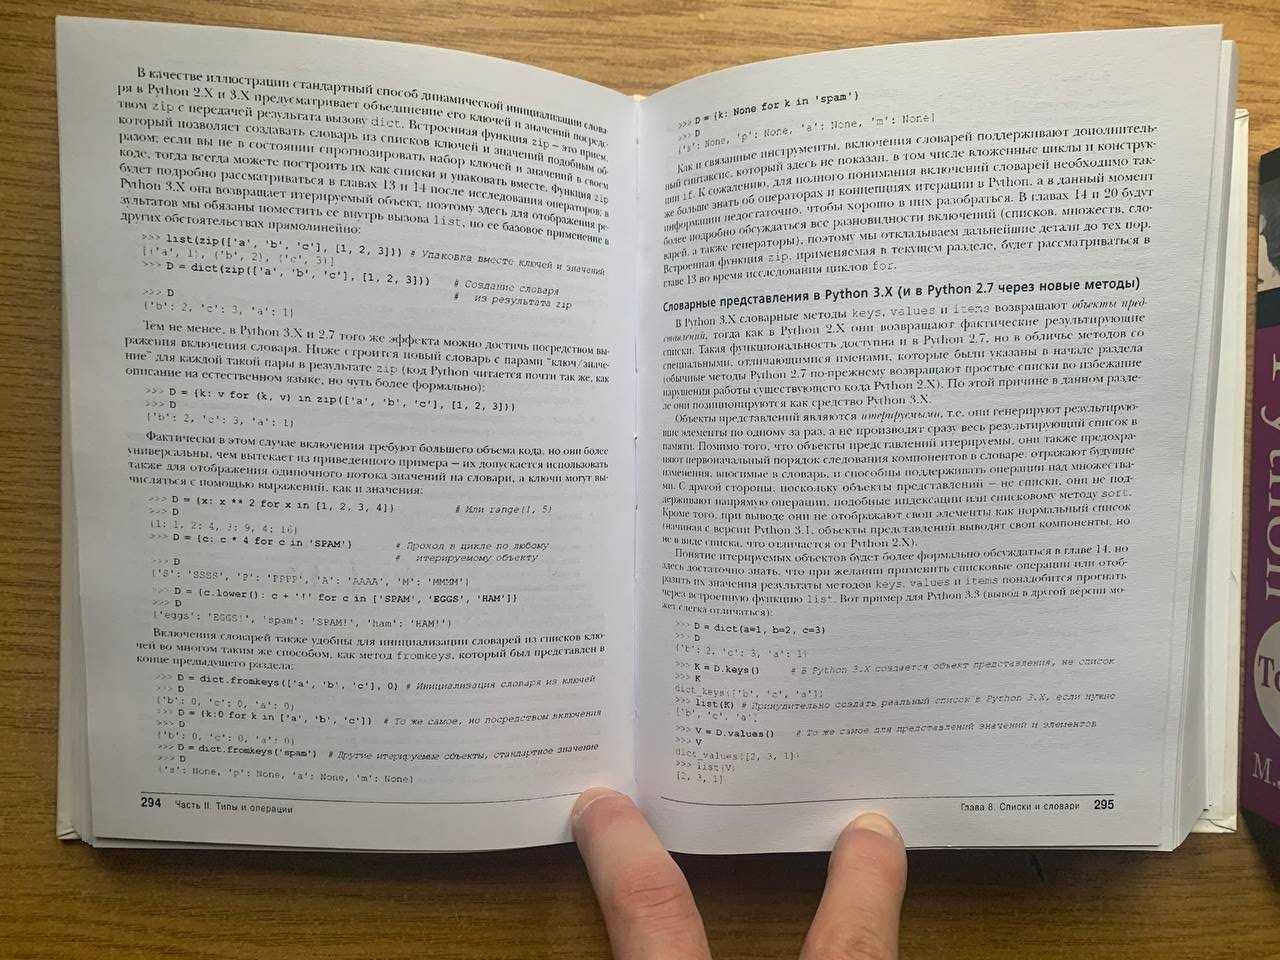 В качестве иллюстрации стандартный способ динамической инициализации слова-
ря в Python 2.X и 3.X предусматривает объединение его ключей и значений посредс-
твом zip с передачей результата вызову dict. Встроенная функция zip — это прием,
который позволяет создавать словарь из списков ключей и значений подобным об-
разом; если вы не в состоянии спрогнозировать набор ключей и значений в своем
коде, тогда всегда можете построить их как списки и упаковать вместе. Функция zip
будет подробно рассматриваться в главах 13 и 14 после исследования операторов; в
Python 3.X она возвращает итерируемый объект, поэтому здесь для отображения ре-
зультатов мы обязаны поместить ее внутрь вызова list, но ее базовое применение в
других обстоятельствах прямолинейно:
>>> list(zip(['a', 'b', 'c'], [1, 2, 3])) # Упаковка вместе ключей и значений
[('a', 1), ('b', 2), ('c', 3)]
>>> D = dict(zip(['a', 'b', 'c'], [1, 2, 3])) # Создание словаря
# из результата zip
>>> D
{'b': 2, 'c': 3, 'a': 1}
Тем не менее, в Python 3.X и 2.7 того же эффекта можно достичь посредством вы-
ражения включения словаря. Ниже строится новый словарь с парами "ключ/значе-
ние" для каждой такой пары в результате zip (код Python читается почти так же, как
описание на естественном языке, но чуть более формально):
>>> D = {k: v for (k, v) in zip(['a', 'b', 'c'], [1, 2, 3])}
>>> D
{'b': 2, 'c': 3, 'a': 1}
Фактически в этом случае включения требуют большего объема кода, но они более
универсальны, чем вытекает из приведенного примера — их допускается использовать
также для отображения одиночного потока значений на словари, а ключи могут вы-
числяться с помощью выражений, как и значения:
>>> D = {x: x ** 2 for x in [1, 2, 3, 4]} # Или range(1, 5)
>>> D
{1: 1, 2: 4, 3: 9, 4: 16}
>>> D = {c: c * 4 for c in 'SPAM'} # Проход в цикле по любому
# итерируемому объекту
>>> D
{'S': 'SSSS', 'P': 'PPPP', 'A': 'AAAA', 'M': 'MMMM'}
>>> D = {c.lower(): c + '!' for c in ['SPAM', 'EGGS', 'HAM']}
>>> D
{'eggs': 'EGGS!', 'spam': 'SPAM!', 'ham': 'HAM!'}
Включения словарей также удобны для инициализации словарей из списков клю-
чей во многом таким же способом, как метод fromkeys, который был представлен в
конце предыдущего раздела:
>>> D = dict.fromkeys(['a', 'b', 'c'], 0) # Инициализация словаря из ключей
>>> D
{'b': 0, 'c': 0, 'a': 0}
>>> D = {k:0 for k in ['a', 'b', 'c']} # То же самое, но посредством включения
>>> D
{'b': 0, 'c': 0, 'a': 0}
>>> D = dict.fromkeys('spam') # Другие итерируемые объекты, стандартное значение
>>> D
{'s': None, 'p': None, 'a': None, 'm': None}
294 Часть II. Типы и операции
>>> D = {k: None for k in 'spam'}
>>> D
{'s': None, 'p': None, 'a': None, 'm': None}
Как и связанные инструменты, включения словарей поддерживают дополнитель-
ный синтаксис, который здесь не показан, в том числе вложенные циклы и конструк-
ции if. К сожалению, для полного понимания включений словарей необходимо так-
же больше знать об операторах и концепциях итерации в Python, а в данный момент
информации недостаточно, чтобы хорошо в них разобраться. В главах 14 и 20 будут
более подробно обсуждаться все разновидности включений (списков, множеств, сло-
варей, а также генераторы), поэтому мы откладываем дальнейшие детали до тех пор.
Встроенная функция zip, применяемая в текущем разделе, будет рассматриваться в
главе 13 во время исследования циклов for.
Словарные представления в Python 3.X (и в Python 2.7 через новые методы)
В Python 3.X словарные методы keys, values и items возвращают объекты пред-
ставлений, тогда как в Python 2.X они возвращают фактические результирующие
списки. Такая функциональность доступна и в Python 2.7, но в обличье методов со
специальными, отличающимися именами, которые были указаны в начале раздела
(обычные методы Python 2.7 по-прежнему возвращают простые списки во избежание
нарушения работы существующего кода Python 2.X). По этой причине в данном разде-
ле они позиционируются как средство Python 3.X.
Объекты представлений являются итерируемыми, т.е. они генерируют результирую-
щие элементы по одному за раз, а не производят сразу весь результирующий список в
памяти. Помимо того, что объекты представлений итерируемы, они также предохра-
няют первоначальный порядок следования компонентов в словаре, отражают будущие
изменения, вносимые в словарь, и способны поддерживать операции над множества-
ми. С другой стороны, поскольку объекты представлений — не списки, они не под-
держивают напрямую операции, подобные индексации или списковому методу sort.
Кроме того, при выводе они не отображают свои элементы как нормальный список
(начиная с версии Python 3.1, объекты представлений выводят свои компоненты, но
не в виде списка, что отличается от Python 2.X).
Понятие итерируемых объектов будет более формально обсуждаться в главе 14, но
здесь достаточно знать, что при желании применить списковые операции или отоб-
разить их значения результаты методов keys, values и items понадобится прогнать
через встроенную функцию list. Вот пример для Python 3.3 (вывод в другой версии мо-
жет слегка отличаться):
>>> D = dict(a=1, b=2, c=3)
>>> D
{'b': 2, 'c': 3, 'a': 1}
>>> K = D.keys() # В Python 3.X создается объект представления, не список
>>> K
dict_keys(['b', 'c', 'a'])
>>> list(K) # Принудительно создать реальный список в Python 3.X, если нужно
['b', 'c', 'a']
>>> V = D.values() # То же самое для представлений значений и элементов
>>> V
dict_values([2, 3, 1])
>>> list(V)
[2, 3, 1]
Глава 8. Списки и словари 295